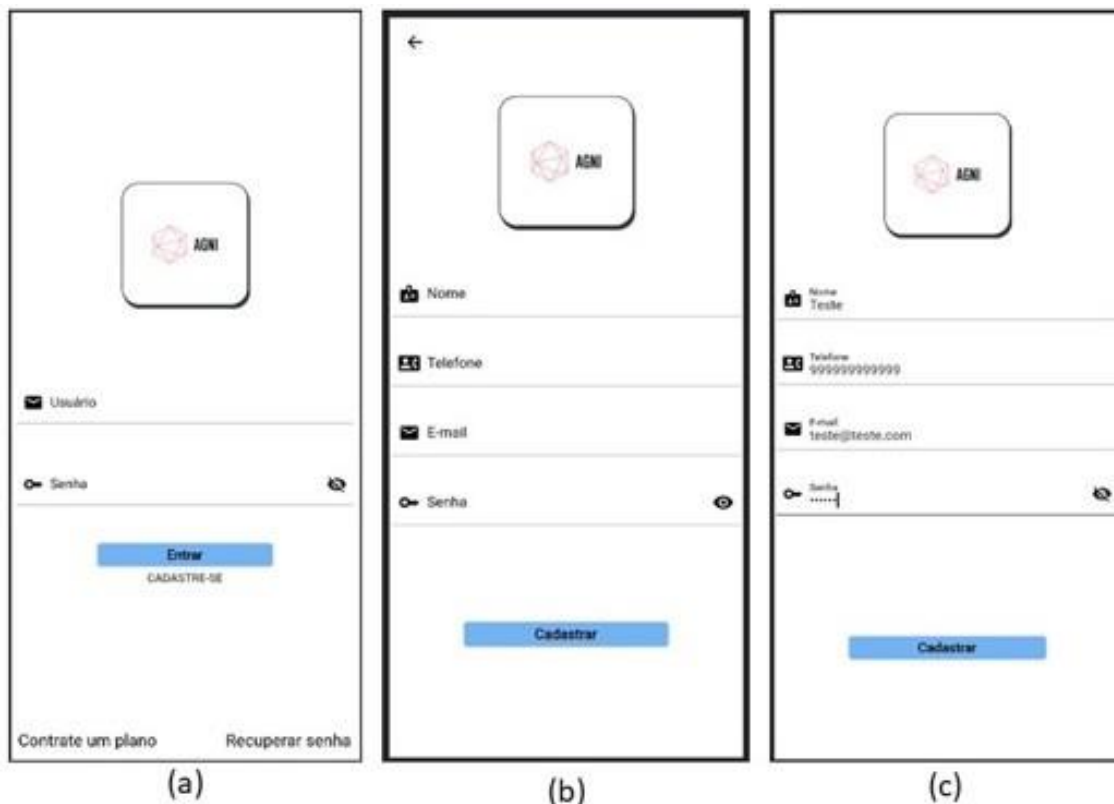 AGNI
Usuário
Senha
Entrar
CADASTRE-SE
Contrate um plano
Recuperar senha
(a)
AGNI
Nome
Telefone
E-mail
Senha
Cadastrar
(b)
AGNI
Nome
Teste
Telefone
999999999999
E-mail
teste@teste.com
Senha
Cadastrar
(c)